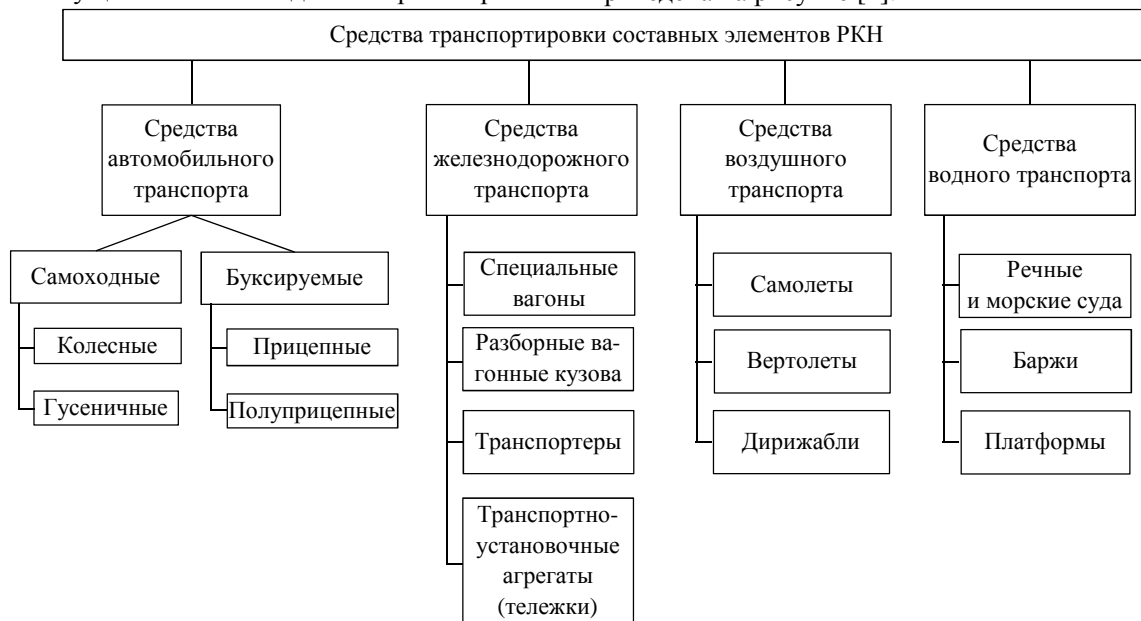 Средства транспортировки составных элементов РКН
Средства
автомобильного
транспорта
Средства
железнодорожного
транспорта
Средства
воздушного
транспорта
Средства
водного транспорта
Самоходные
Колесные
Гусеничные
Буксируемые
Прицепные
Полуприцепные
Специальные
вагоны
Разборные ва-
гонные кузова
Транспортеры
Транспортно-
установочные
агрегаты
(тележки)
Самолеты
Вертолеты
Дирижабли
Речные
и морские суда
Баржи
Платформы